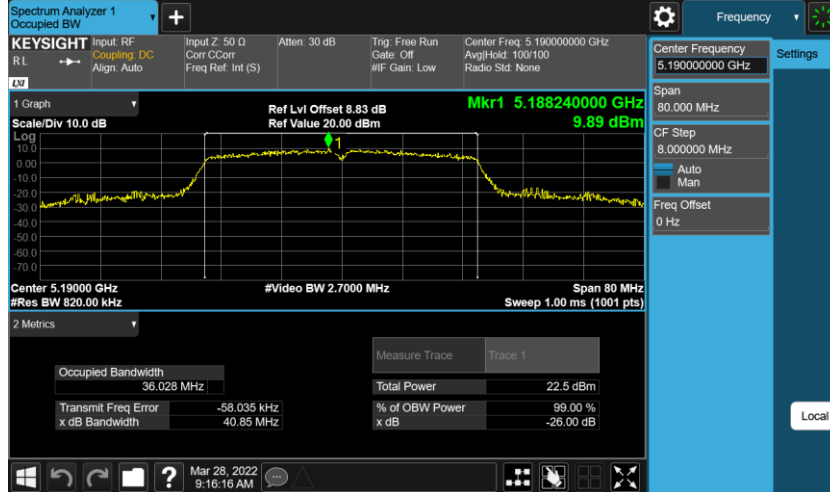 Spectrum Analyzer 1
Occupied BW
+
Frequency
KEYSIGHT
R L
LXI
Input: RF
Coupling: DC
Align: Auto
Input Z: 50 Ω
Corr CCorr
Freq Ref: Int (S)
Atten: 30 dB
Trig: Free Run
Gate: Off
#IF Gain: Low
Center Freq: 5.190000000 GHz
Avg|Hold: 100/100
Radio Std: None
Center Frequency
5.190000000 GHz
Settings
Span
80.000 MHz
CF Step
8.000000 MHz
Auto
Man
Freq Offset
0 Hz
1 Graph
Scale/Div 10.0 dB
Ref Lvl Offset 8.83 dB
Ref Value 20.00 dBm
Mkr1 5.188240000 GHz
9.89 dBm
Log
10.0
0.00
-10.0
-20.0
-30.0
-40.0
-50.0
-60.0
-70.0
1
Center 5.19000 GHz
#Res BW 820.00 kHz
#Video BW 2.7000 MHz
Span 80 MHz
Sweep 1.00 ms (1001 pts)
2 Metrics
Measure Trace Trace 1
Occupied Bandwidth
36.028 MHz
Total Power 22.5 dBm
Transmit Freq Error -58.035 kHz
x dB Bandwidth 40.85 MHz
% of OBW Power 99.00 %
x dB -26.00 dB
Local
?
Mar 28, 2022
9:16:16 AM